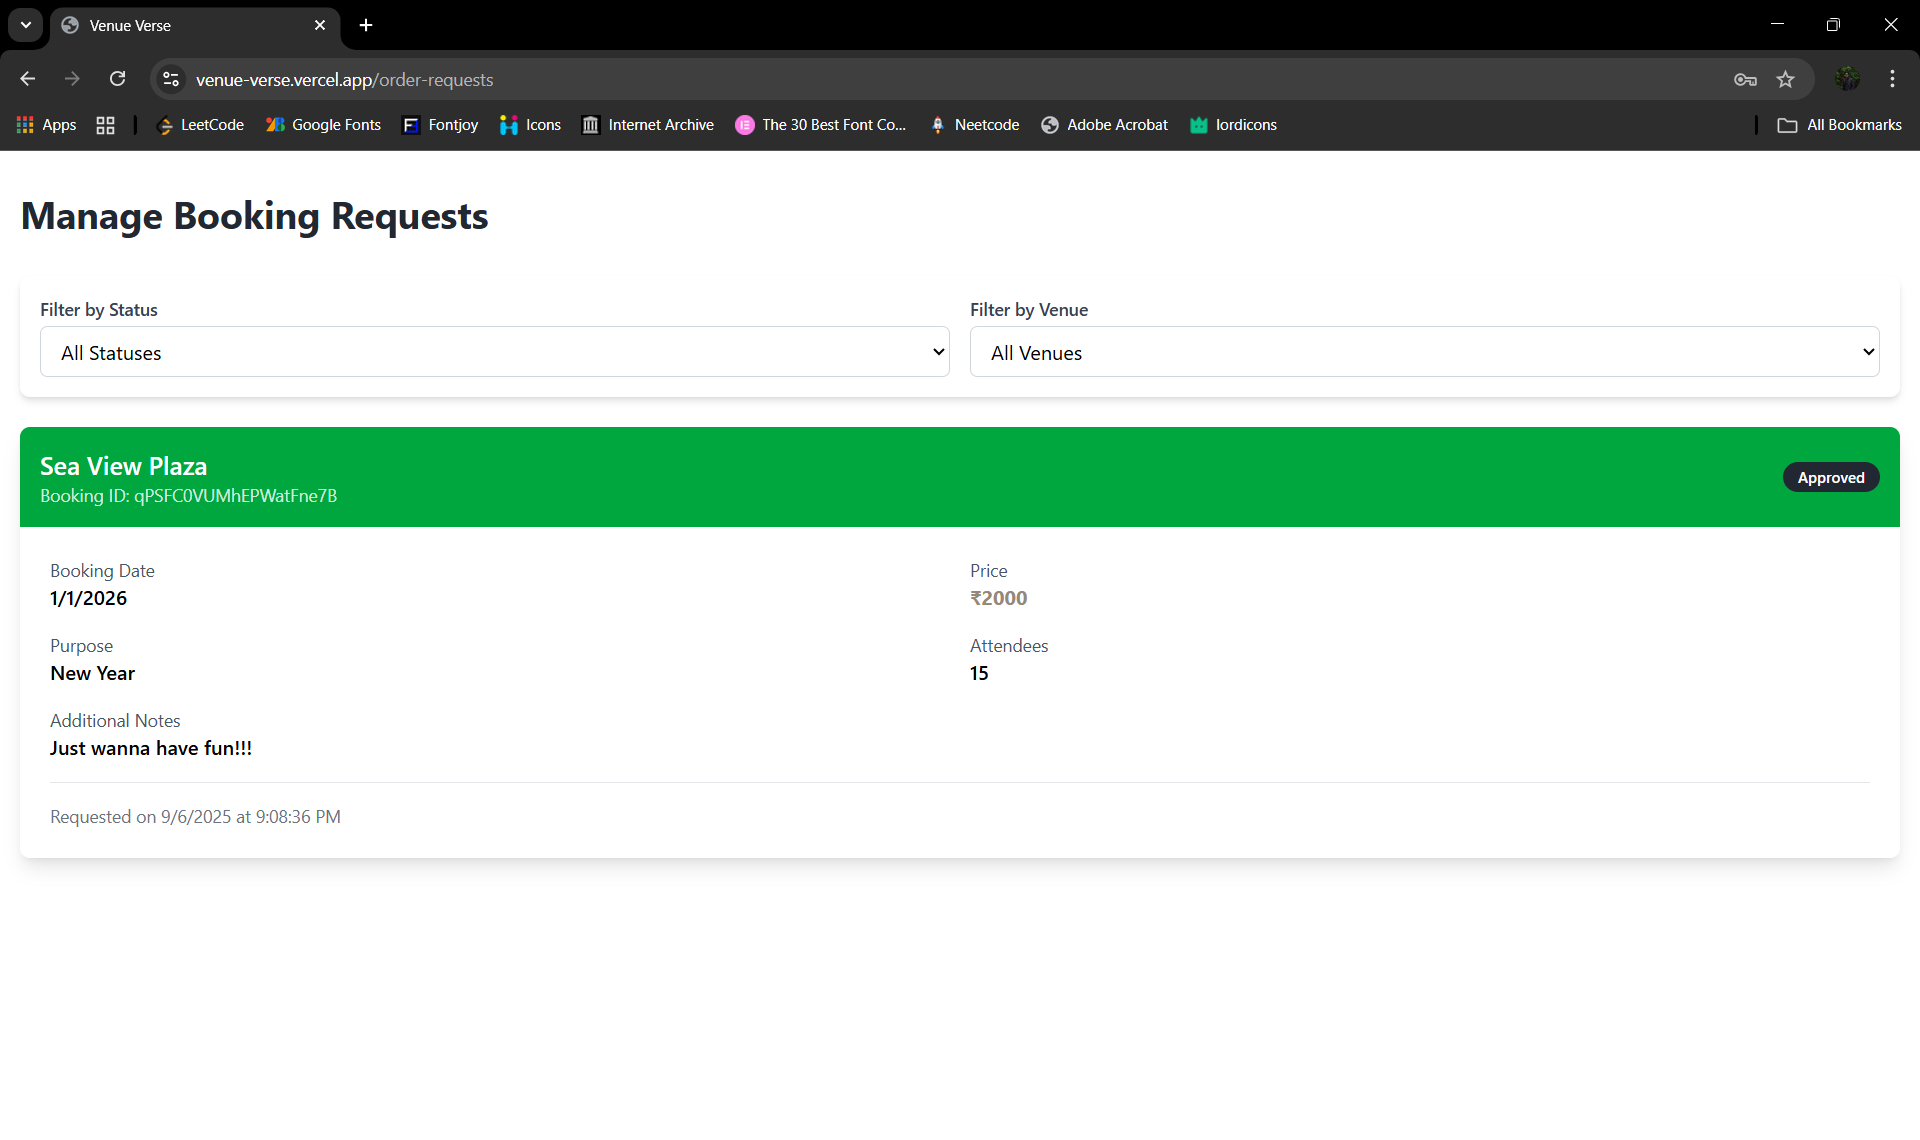 Venue Verse
venue-verse.vercel.app/order-requests
Apps LeetCode Google Fonts Fontjoy Icons Internet Archive The 30 Best Font Co... Neetcode Adobe Acrobat lordicons All Bookmarks
Manage Booking Requests
Filter by Status Filter by Venue
All Statuses All Venues
Sea View Plaza
Booking ID: qPSFC0VUMhEPWatFne7B
Approved
Booking Date Price
1/1/2026 ₹2000
Purpose Attendees
New Year 15
Additional Notes
Just wanna have fun!!!
Requested on 9/6/2025 at 9:08:36 PM